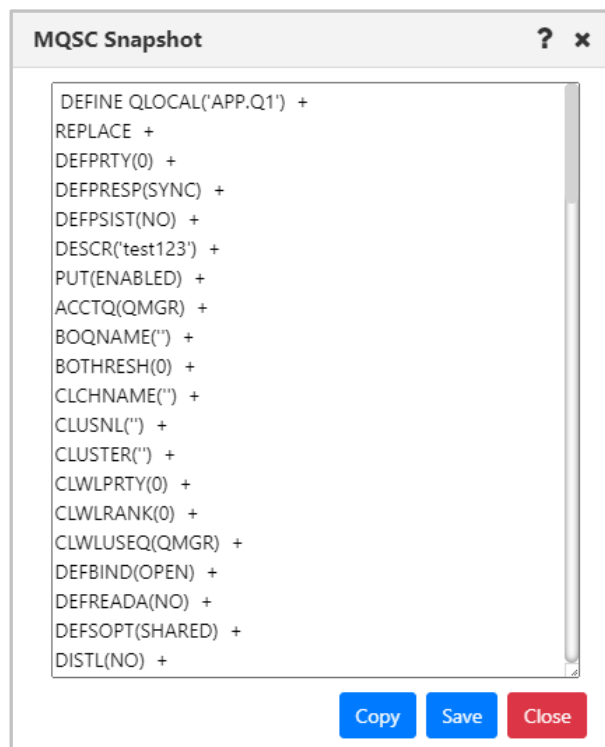 MQSC Snapshot ? ×
DEFINE QLOCAL('APP.Q1') +
REPLACE +
DEFPRTY(0) +
DEFPRESP(SYNC) +
DEFPSIST(NO) +
DESCR('test123') +
PUT(ENABLED) +
ACCTQ(QMGR) +
BOQNAME('') +
BOTHRESH(0) +
CLCHNAME('') +
CLUSNL('') +
CLUSTER('') +
CLWLPRTY(0) +
CLWLRANK(0) +
CLWLUSEQ(QMGR) +
DEFBIND(OPEN) +
DEFREADA(NO) +
DEFSOPT(SHARED) +
DISTL(NO) +
Copy Save Close